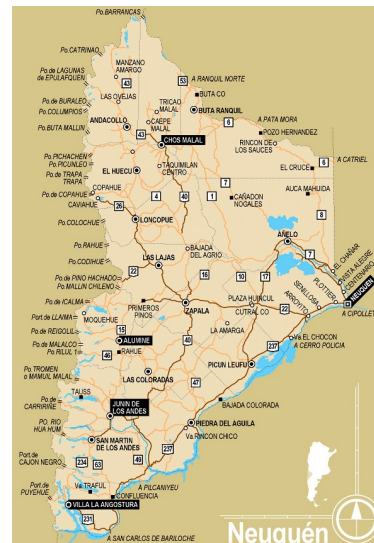 Po.BARRANCAS
Po.CATRINAO
MANZANO
AMARGO
Po.de LAGUNAS
de EPULAFQUEN
53
A RANQUIL NORTE
43
BUTA CO
Po.de BURALEO
LAS OVEJAS
TRICAO
MALAL
BUTA RANQUIL
Po.COLUMPIOS
CAEPE
MALAL
A PATA MORA
ANDACOLLO
43
6
Po.BUTA MALLIN
POZO HERNANDEZ
CHOS MALAL
RINCON DE
LOS SAUCES
A CATRIEL
Po.PICHACHEN
Po.PICUNLEO
TAQUIMILAN
CENTRO
6
Po.de TRAPA
TRAPA
EL HUECU
EL CRUCE
7
Po.de COPAHUE
COPAHUE
4
40
1
AUCA MAHUIDA
CAVIAHUE
26
CAÑADON
NOGALES
Po.COLOCHUE
LONCOPUE
8
AÑELO
Po.RAHUE
BAJADA
DEL AGRIO
7
EL CHAÑAR
VISTA ALEGRE
CENTENARIO
Po.CODIHUE
LAS LAJAS
Po.de PINO HACHADO
22
16
10
17
PLOTTIER
NEUQUÉN
Po.MALLIN CHILENO
SENILLOSA
Po.de ICALMA
PRIMEROS
PINOS
ZAPALA
PLAZA HUINCUL
22
ARROYITO
Port de LLAIMA
MOQUEHUE
CUTRAL CO
A CIPOLLETTI
Po.de REIGOLIL
15
LA AMARGA
Po.de MALALCO
ALUMINE
40
237
Va.EL CHOCON
Po.RILUL 1
46
RAHUE
A CERRO POLICIA
Po.TROMEN
o MAMUL MALAL
PICUN LEUFU
LAS COLORADAS
47
TALISS
Po.de
CARRIRIÑE
JUNIN DE
LOS ANDES
BAJADA COLORADA
PO. RIO
HUA HUM
PIEDRA DEL AGUILA
Va.RINCON CHICO
SAN MARTIN
DE LOS ANDES
Port.de
CAJON NEGRO
234
63
49
237
A PILCANIYEU
Port.de
PUYEHUE
Va.TRAFUL
CONFLUENCIA
VILLA LA ANGOSTURA
231
A SAN CARLOS DE BARILOCHE
Neuquén